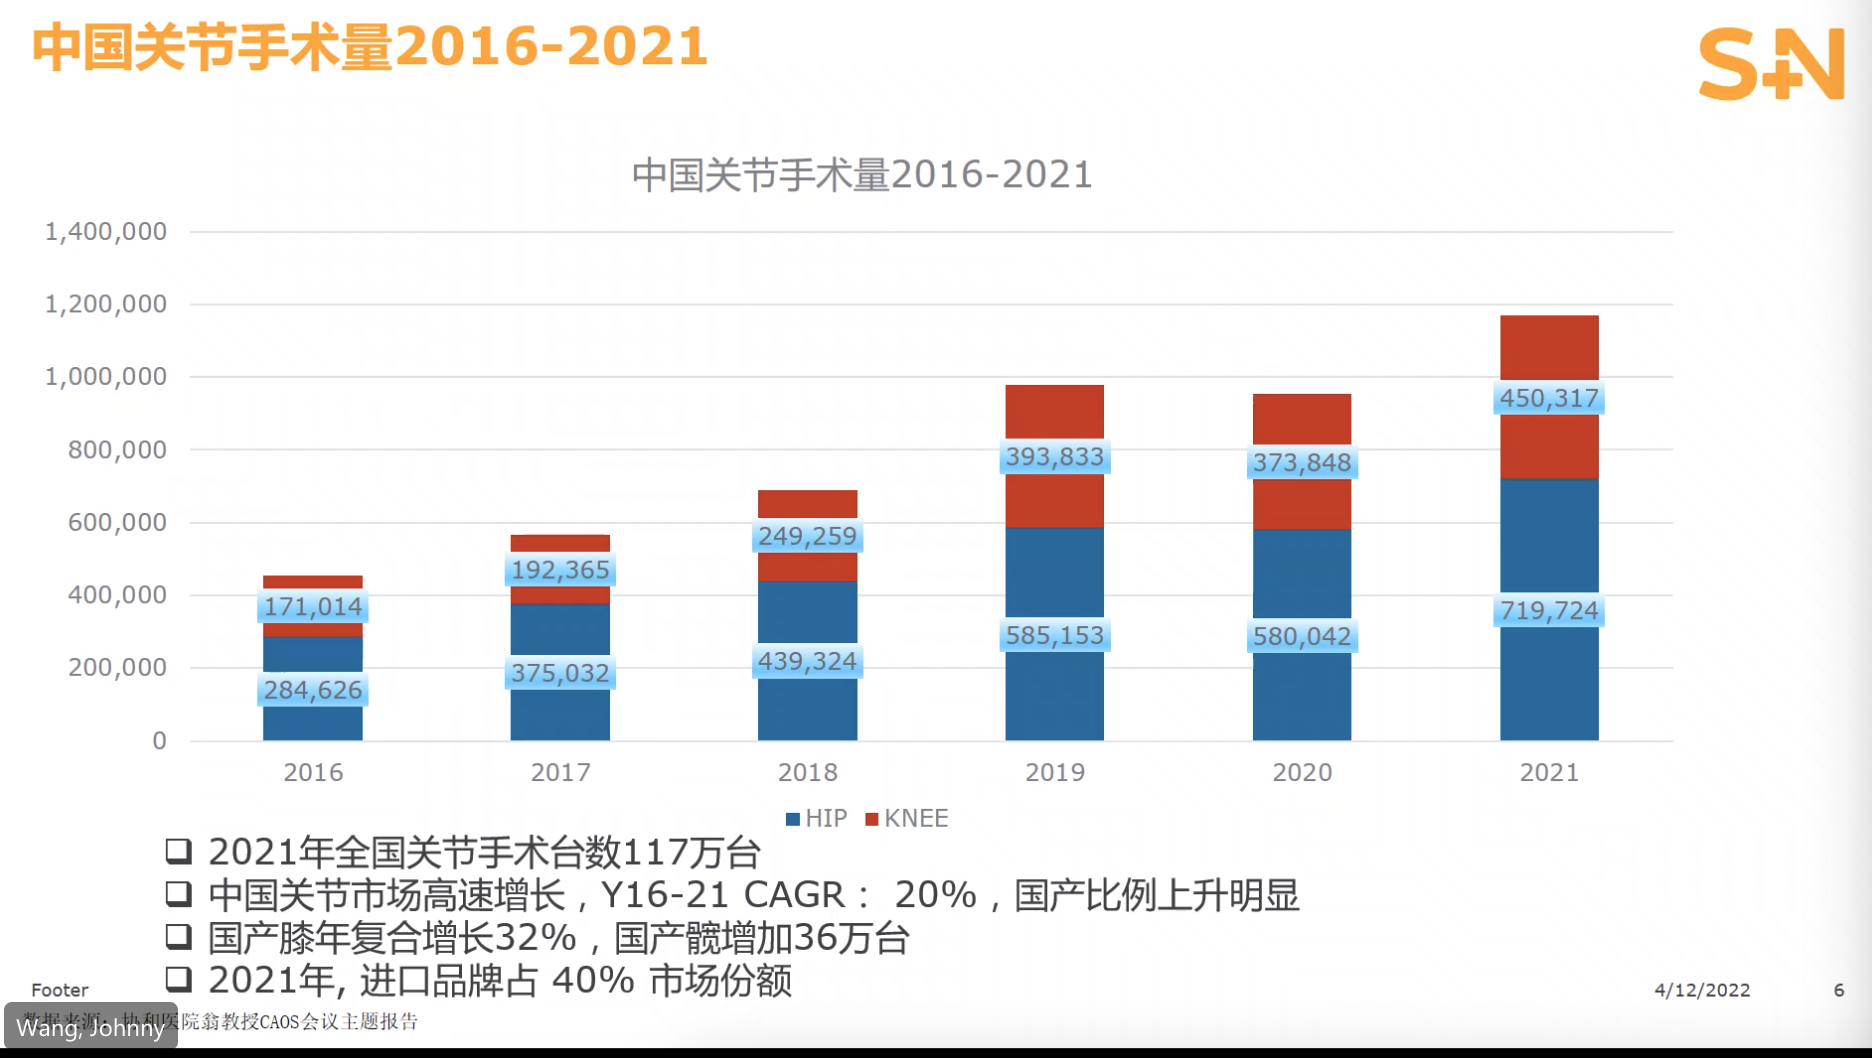 中国关节手术量2016-2021
S+N
中国关节手术量2016-2021
1,400,000
1,200,000
1,000,000
800,000
600,000
400,000
200,000
0
171,014
284,626
192,365
375,032
249,259
439,324
393,833
585,153
373,848
580,042
450,317
719,724
2016 2017 2018 2019 2020 2021
HIP KNEE
❑ 2021年全国关节手术台数117万台
❑ 中国关节市场高速增长，Y16-21 CAGR： 20%，国产比例上升明显
❑ 国产膝年复合增长32%，国产髋增加36万台
❑ 2021年, 进口品牌占 40% 市场份额
Footer 4/12/2022 6
数据来源：协和医院翁教授CAOS会议主题报告
Wang, Johnny